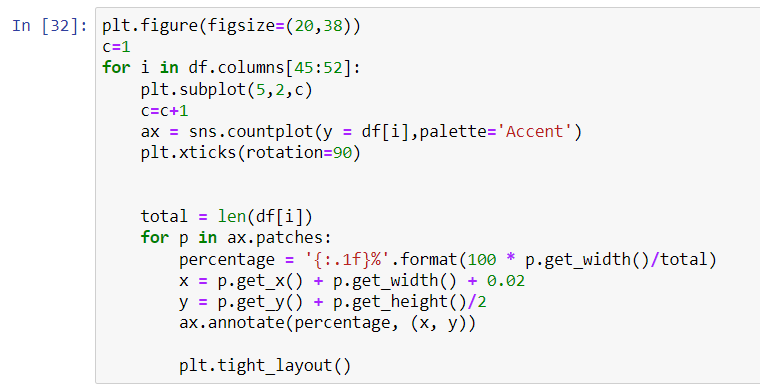 In [32]: plt.figure(figsize=(20,38))
c=1
for i in df.columns[45:52]:
    plt.subplot(5,2,c)
    c=c+1
    ax = sns.countplot(y = df[i],palette='Accent')
    plt.xticks(rotation=90)
    total = len(df[i])
    for p in ax.patches:
        percentage = '{:.1f}%'.format(100 * p.get_width()/total)
        x = p.get_x() + p.get_width() + 0.02
        y = p.get_y() + p.get_height()/2
        ax.annotate(percentage, (x, y))
        plt.tight_layout()